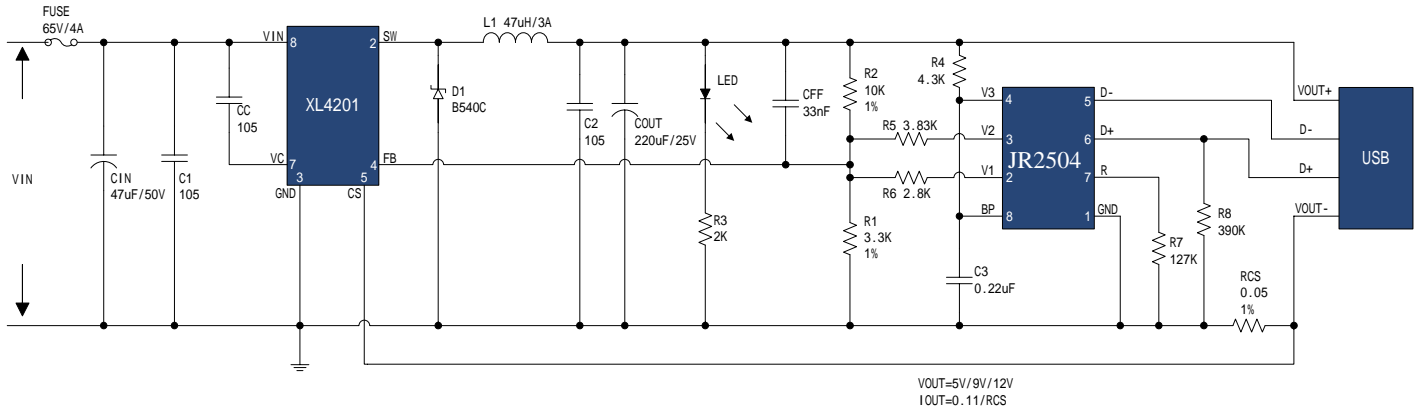 FUSE
65V/4A
VIN
CIN
47uF/50V
C1
105
CC
105
VIN
8
2
SW
XL4201
VC
7
4
FB
3
5
GND
CS
D1
B540C
L1 47uH/3A
C2
105
COUT
220uF/25V
LED
R3
2K
CFF
33nF
R2
10K
1%
R5 3.83K
R6 2.8K
R1
3.3K
1%
R4
4.3K
C3
0.22uF
V3
4
5
D-
V2
3
6
D+
JR2504
V1
2
7
R
BP
8
1
GND
R7
127K
R8
390K
RCS
0.05
1%
VOUT+
D-
D+
VOUT-
USB
VOUT=5V/9V/12V
IOUT=0.11/RCS